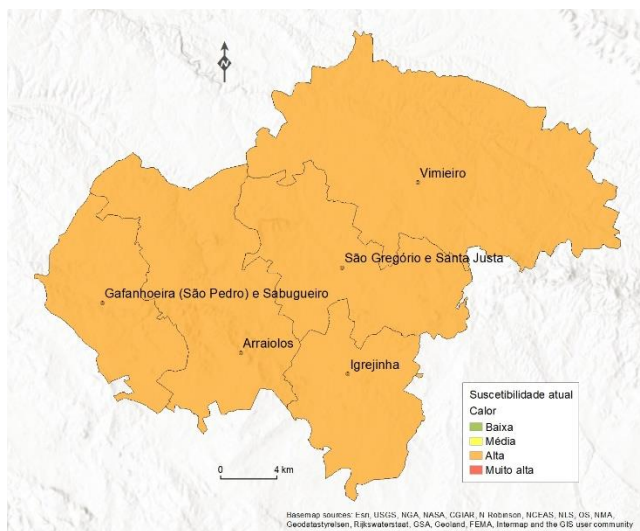 N
Vimieiro
São Gregório e Santa Justa
Gafanhoeira (São Pedro) e Sabugueiro
Arraiolos
Igrejinha
Suscetibilidade atual
Calor
Baixa
Média
Alta
Muito alta
0 4 km
Basemap sources: Esri, USGS, NGA, NASA, CGIAR, N Robinson, NCEAS, NLS, OS, NMA,
Geodatastyrelsen, Rijkswaterstaat, GSA, Geoland, FEMA, Intermap and the GIS user community